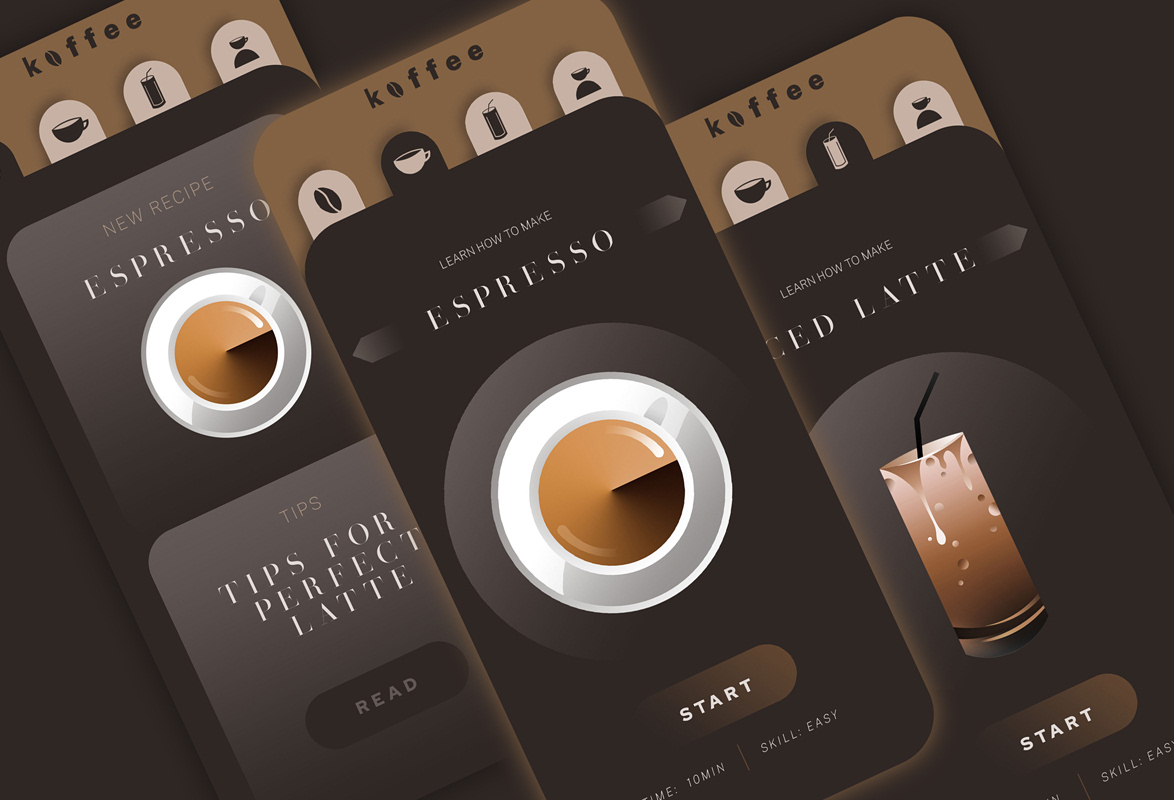 koffee
NEW RECIPE
ESPRESSO
TIPS
TIPS FOR
PERFECT
LATTE
READ
koffee
LEARN HOW TO MAKE
ESPRESSO
START
TIME: 10MIN
SKILL: EASY
koffee
LEARN HOW TO MAKE
CED LATTE
START
SKILL: EASY